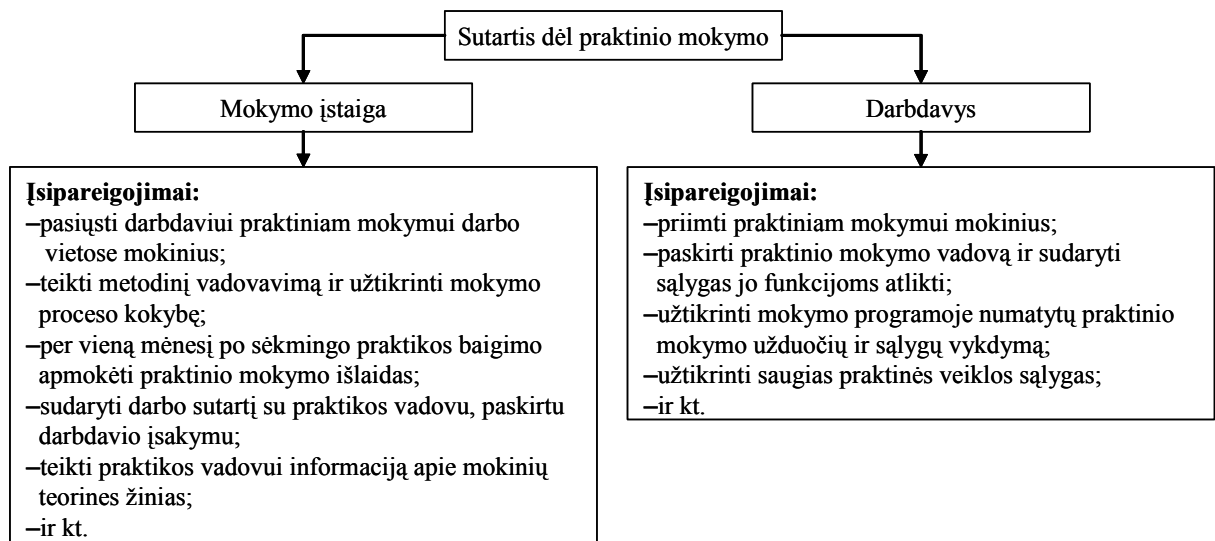 Sutartis dėl praktinio mokymo
Mokymo įstaiga
Darbdavys
Įsipareigojimai:
–pasiųsti darbdaviui praktiniam mokymui darbo
vietose mokinius;
–teikti metodinį vadovavimą ir užtikrinti mokymo
proceso kokybę;
–per vieną mėnesį po sėkmingo praktikos baigimo
apmokėti praktinio mokymo išlaidas;
–sudaryti darbo sutartį su praktikos vadovu, paskirtu
darbdavio įsakymu;
–teikti praktikos vadovui informaciją apie mokinių
teorines žinias;
–ir kt.
Įsipareigojimai:
–priimti praktiniam mokymui mokinius;
–paskirti praktinio mokymo vadovą ir sudaryti
sąlygas jo funkcijoms atlikti;
–užtikrinti mokymo programoje numatytų praktinio
mokymo užduočių ir sąlygų vykdymą;
–užtikrinti saugias praktinės veiklos sąlygas;
–ir kt.